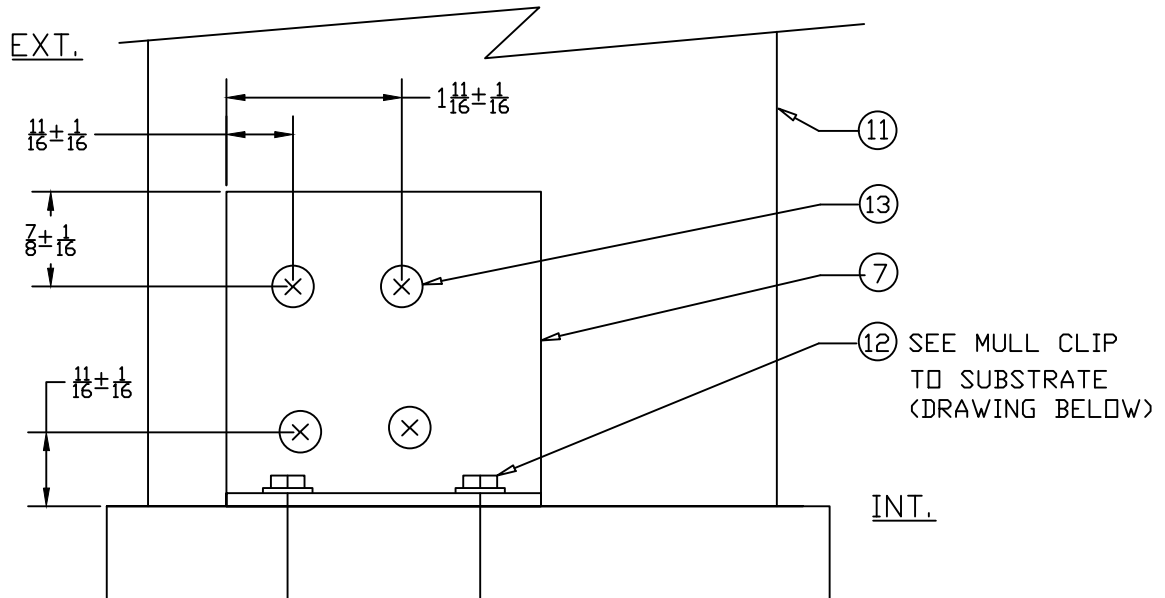 EXT.
1 11/16 ± 1/16
11/16 ± 1/16
11
13
7/8 ± 1/16
7
12 SEE MULL CLIP
TO SUBSTRATE
(DRAWING BELOW)
11/16 ± 1/16
INT.